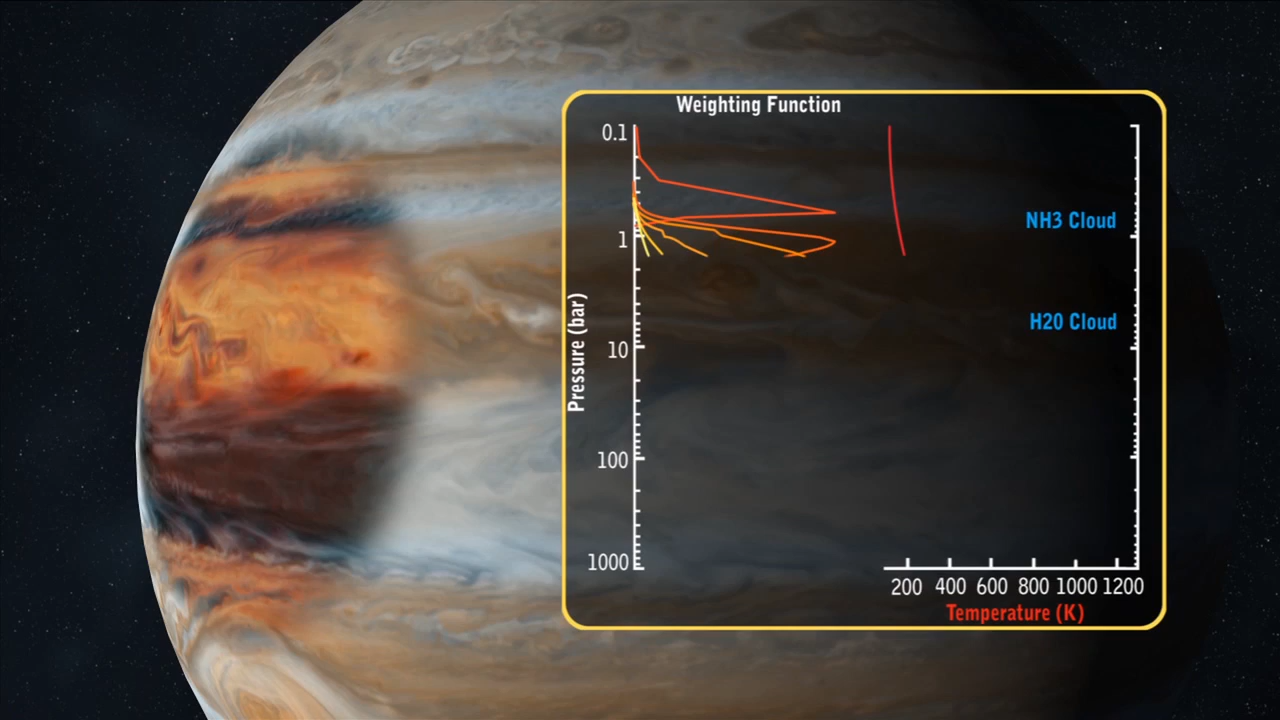 Weighting Function
0.1
NH3 Cloud
1
H20 Cloud
Pressure (bar)
10
100
1000
200 400 600 800 1000 1200
Temperature (K)